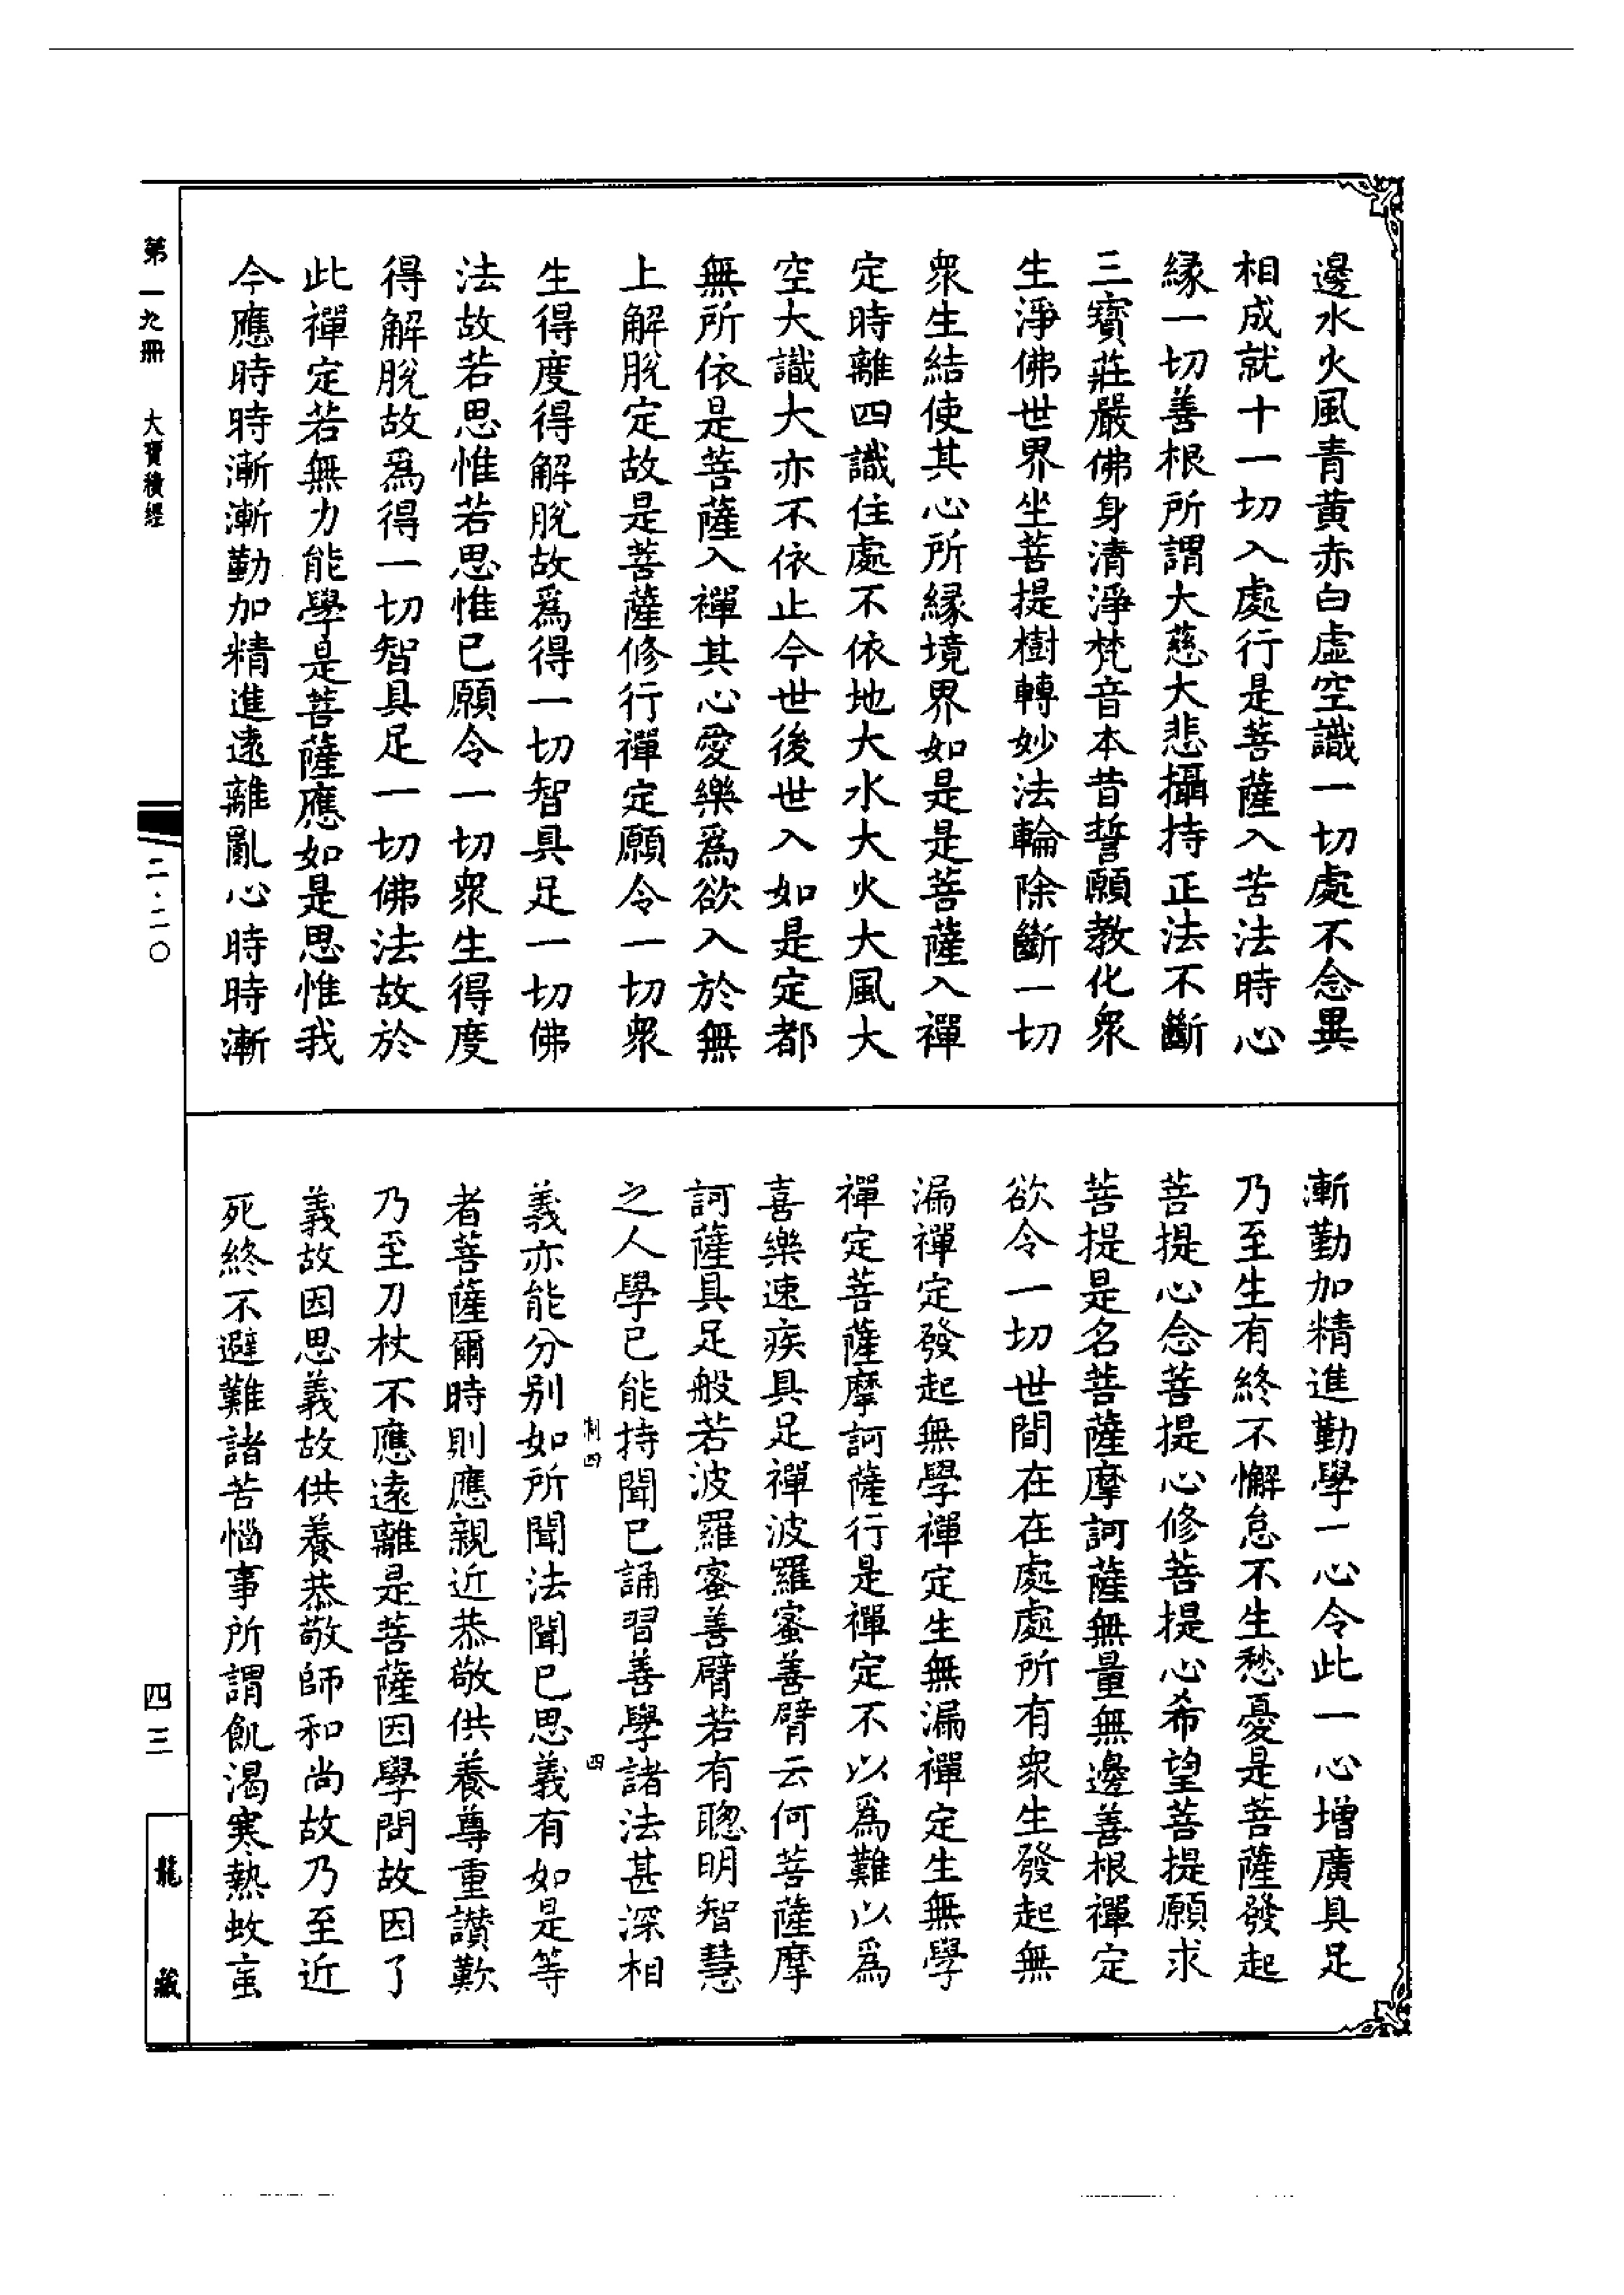 邊水火風青黄赤白虚空識一切處不念異
相成就十一切入處行是菩薩入苦法時心
緣一切善根所謂大慈大悲攝持正法不斷
三寶莊嚴佛身清淨梵音本昔誓願教化衆
生淨佛世界坐菩提樹轉妙法輪除斷一切
衆生結使其心所緣境界如是是菩薩入禪
定時離四識住處不依地大水大火大風大
空大識大亦不依止今世後世入如是定都
無所依是菩薩入禪其心愛樂爲欲入於無
上解脫定故是菩薩修行禪定願令一切衆
生得度得解脫故爲得一切智具足一切佛
法故若思惟若思惟已願令一切衆生得度
得解脫故爲得一切智具足一切佛法故於
此禪定若無力能學是菩薩應如是思惟我
今應時時漸漸勤加精進遠離亂心時時漸
漸勤加精進勤學一心令此一心增廣具足
乃至生有終不懈怠不生愁憂是菩薩發起
菩提心念菩提心修菩提心希望菩提願求
菩提是名菩薩摩訶薩無量無邊善根禪定
欲令一切世間在在處處所有衆生發起無
漏禪定發起無學禪定生無漏禪定生無學
禪定菩薩摩訶薩行是禪定不以爲難以爲
喜樂速疾具足禪波羅蜜善臂云何菩薩摩
訶薩具足般若波羅蜜善臂若有聰明智慧
之人學已能持聞已誦習善學諸法甚深相
制四
四
義亦能分别如所聞法聞已思義有如是等
者菩薩爾時則應親近恭敬供養尊重讚歎
乃至刀杖不應遠離是菩薩因學問故因了
義故因思義故供養恭敬師和尚故乃至近
死終不避難諸苦惱事所謂飢渴寒熱蚊䖟
第一九冊
大寶積經
二·二〇
四三
龍藏